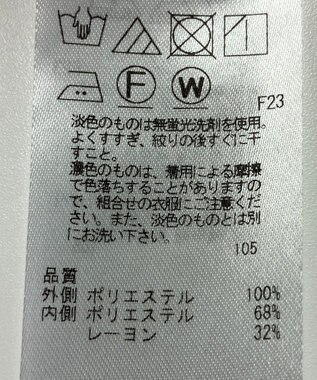 F W
F23
淡色のものは無蛍光洗剤を使用。
よくすすぎ、絞りの後すぐに干
すこと。
濃色のものは、着用による摩擦
で色落ちすることがありますの
で、組合せの衣服にご注意くだ
さい。また、淡色のものとは別
にお洗い下さい。
105
品質
外側 ポリエステル 100%
内側 ポリエステル 68%
レーヨン 32%